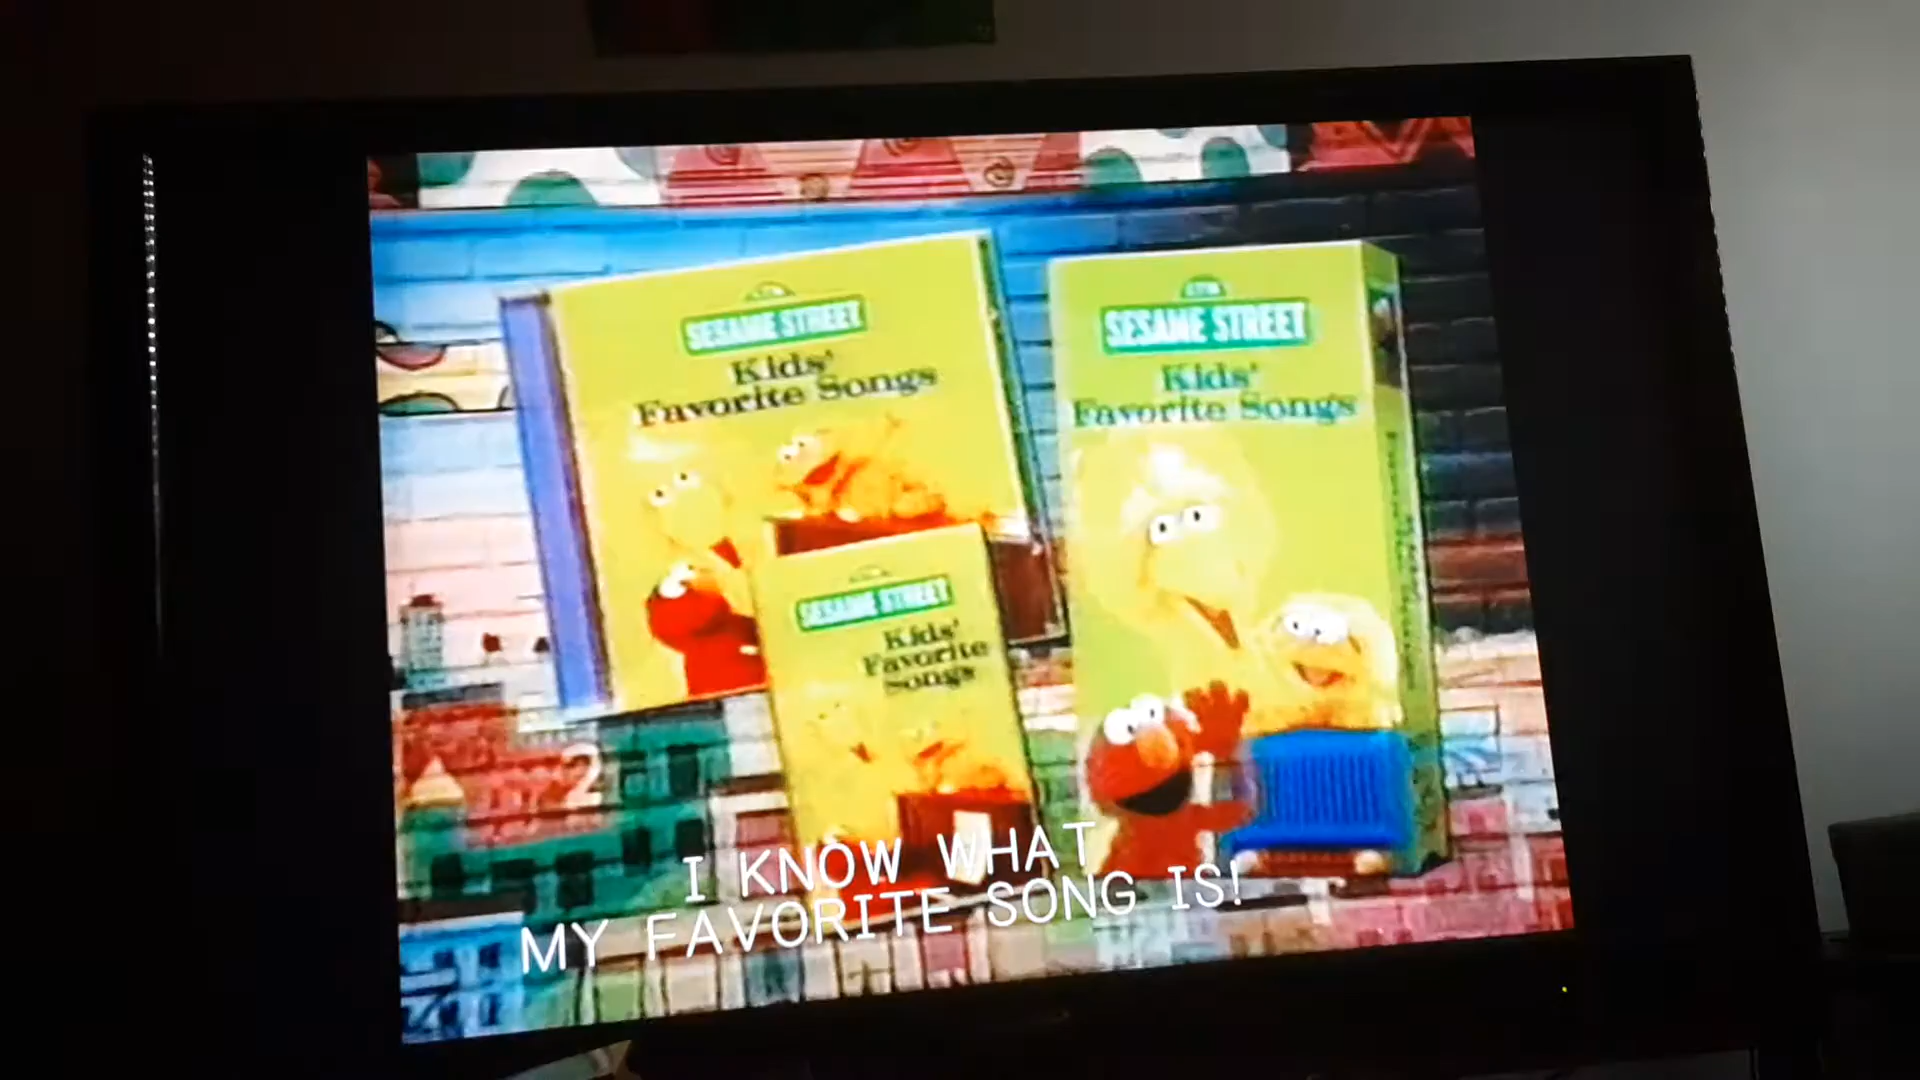 SESAME STREET
Kids'
Favorite Songs
SESAME STREET
Kids'
Favorite Songs
SESAME STREET
Kids'
Favorite
Songs
2
I KNOW WHAT
MY FAVORITE SONG IS!